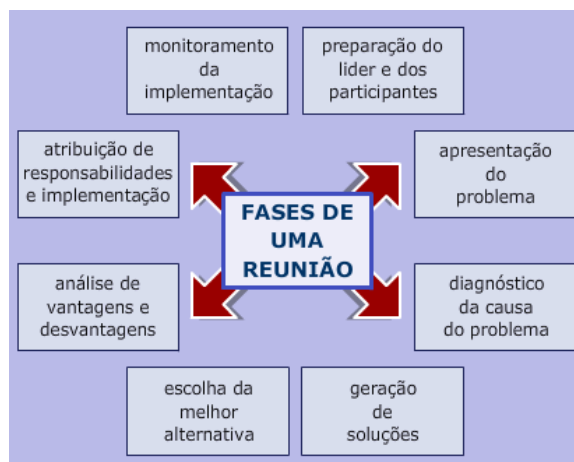 monitoramento
da
implementação
preparação do
lider e dos
participantes
atribuição de
responsabilidades
e implementação
apresentação
do
problema
FASES DE
UMA
REUNIÃO
análise de
vantagens e
desvantagens
diagnóstico
da causa
do problema
escolha da
melhor
alternativa
geração
de
soluções